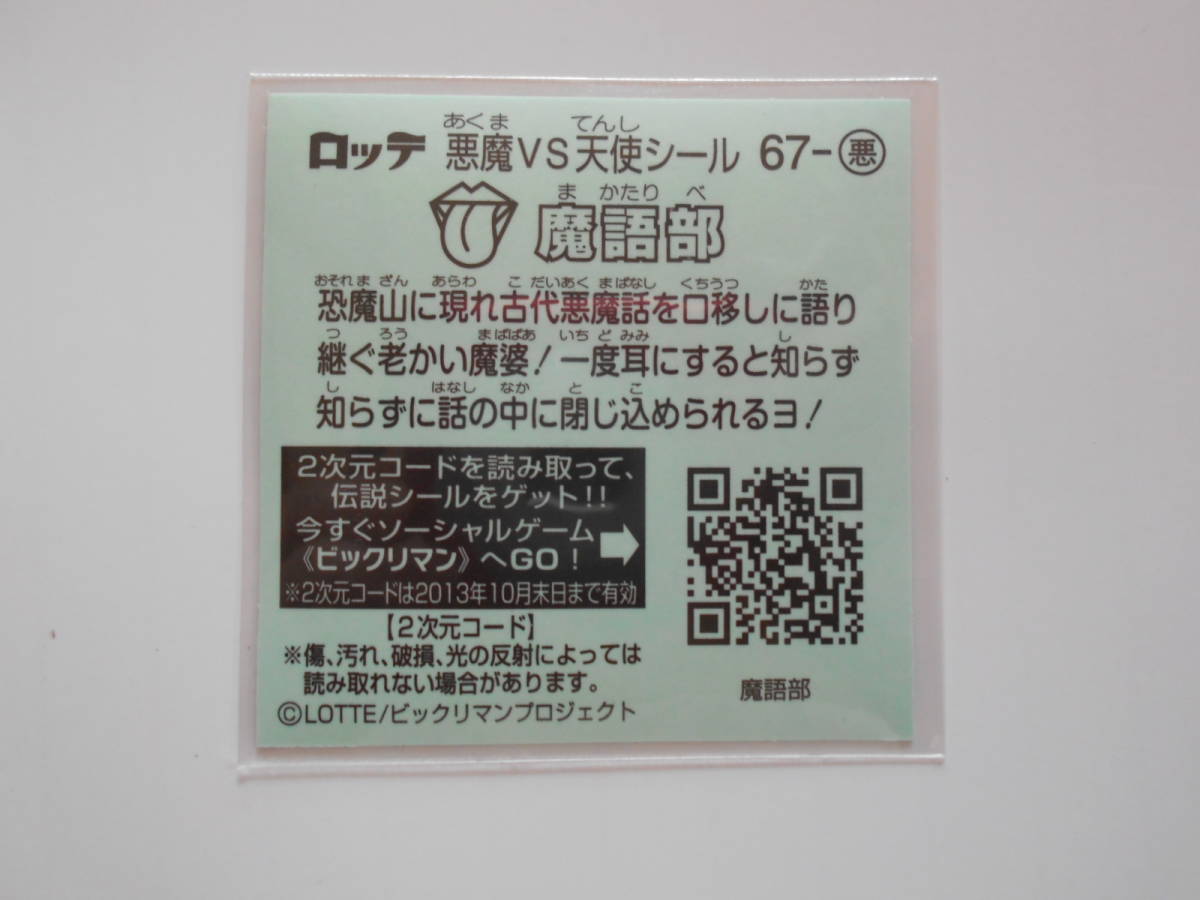 あくま てんし
ロッテ 悪魔VS天使シール 67-悪
ま かたり べ
魔語部
おそれま ざん あらわ こ だいあく まばなし くちうつ かた
恐魔山に現れ古代悪魔話を口移しに語り
つ ろう まばばあ いち ど みみ し
継ぐ老かい魔婆！一度耳にすると知らず
し はなし なか と こ
知らずに話の中に閉じ込められるヨ！
2次元コードを読み取って、
伝説シールをゲット!!
今すぐソーシャルゲーム
《ビックリマン》へGO！
※2次元コードは2013年10月末日まで有効
【2次元コード】
※傷、汚れ、破損、光の反射によっては
読み取れない場合があります。
©LOTTE/ビックリマンプロジェクト
魔語部